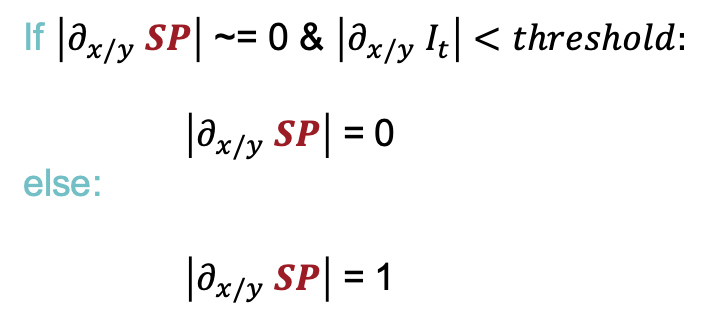 If |∂x/y SP| ~= 0 & |∂x/y It| < threshold:
|∂x/y SP| = 0
else:
|∂x/y SP| = 1